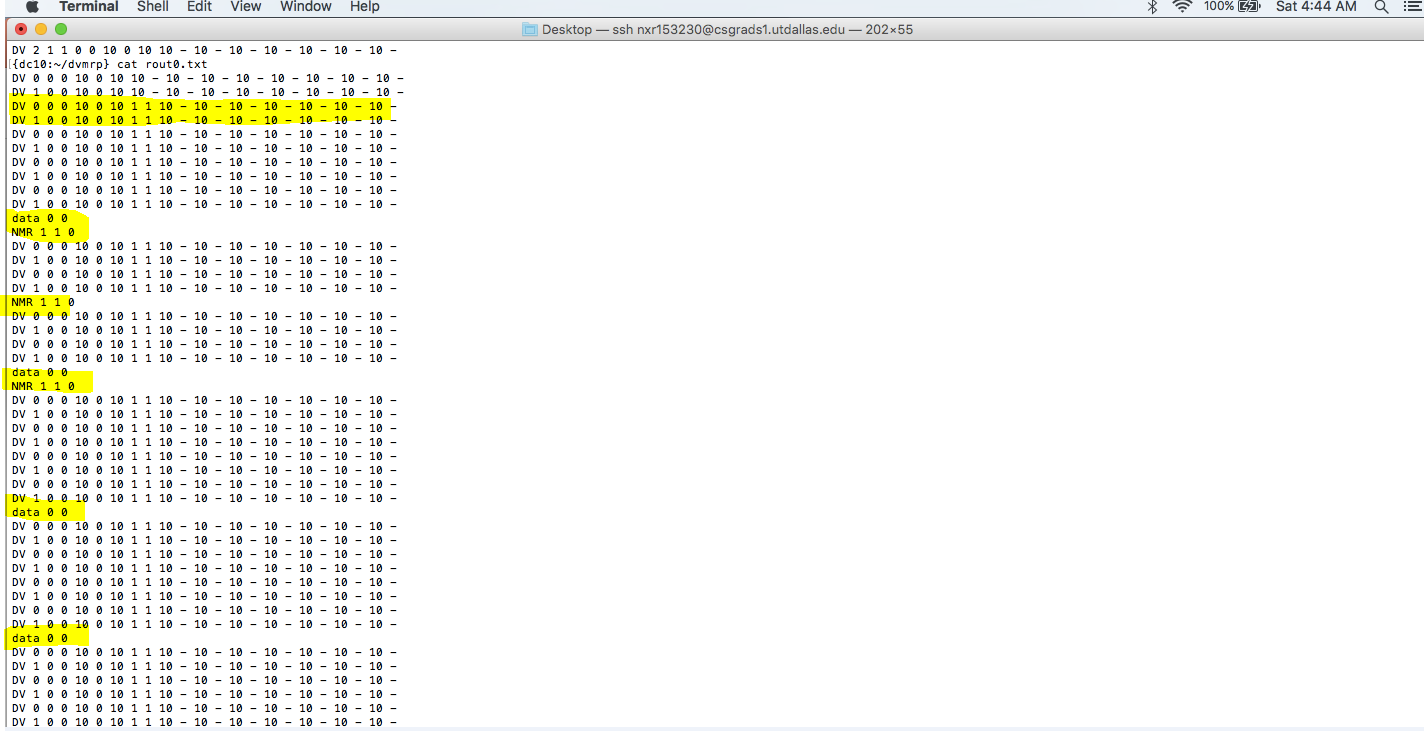 Terminal Shell Edit View Window Help 100% Sat 4:44 AM
Desktop — ssh nxr153230@csgrads1.utdallas.edu — 202×55
DV 2 1 1 0 0 10 0 10 10 - 10 - 10 - 10 - 10 - 10 - 10 -
[{dc10:~/dvmrp} cat rout0.txt
DV 0 0 0 10 0 10 10 - 10 - 10 - 10 - 10 - 10 - 10 -
DV 1 0 0 10 0 10 10 - 10 - 10 - 10 - 10 - 10 - 10 -
DV 0 0 0 10 0 10 1 1 10 - 10 - 10 - 10 - 10 - 10 - 10 -
DV 1 0 0 10 0 10 1 1 10 - 10 - 10 - 10 - 10 - 10 - 10 -
DV 0 0 0 10 0 10 1 1 10 - 10 - 10 - 10 - 10 - 10 - 10 -
DV 1 0 0 10 0 10 1 1 10 - 10 - 10 - 10 - 10 - 10 - 10 -
DV 0 0 0 10 0 10 1 1 10 - 10 - 10 - 10 - 10 - 10 - 10 -
DV 1 0 0 10 0 10 1 1 10 - 10 - 10 - 10 - 10 - 10 - 10 -
DV 0 0 0 10 0 10 1 1 10 - 10 - 10 - 10 - 10 - 10 - 10 -
DV 1 0 0 10 0 10 1 1 10 - 10 - 10 - 10 - 10 - 10 - 10 -
data 0 0
NMR 1 1 0
DV 0 0 0 10 0 10 1 1 10 - 10 - 10 - 10 - 10 - 10 - 10 -
DV 1 0 0 10 0 10 1 1 10 - 10 - 10 - 10 - 10 - 10 - 10 -
DV 0 0 0 10 0 10 1 1 10 - 10 - 10 - 10 - 10 - 10 - 10 -
DV 1 0 0 10 0 10 1 1 10 - 10 - 10 - 10 - 10 - 10 - 10 -
NMR 1 1 0
DV 0 0 0 10 0 10 1 1 10 - 10 - 10 - 10 - 10 - 10 - 10 -
DV 1 0 0 10 0 10 1 1 10 - 10 - 10 - 10 - 10 - 10 - 10 -
DV 0 0 0 10 0 10 1 1 10 - 10 - 10 - 10 - 10 - 10 - 10 -
DV 1 0 0 10 0 10 1 1 10 - 10 - 10 - 10 - 10 - 10 - 10 -
data 0 0
NMR 1 1 0
DV 0 0 0 10 0 10 1 1 10 - 10 - 10 - 10 - 10 - 10 - 10 -
DV 1 0 0 10 0 10 1 1 10 - 10 - 10 - 10 - 10 - 10 - 10 -
DV 0 0 0 10 0 10 1 1 10 - 10 - 10 - 10 - 10 - 10 - 10 -
DV 1 0 0 10 0 10 1 1 10 - 10 - 10 - 10 - 10 - 10 - 10 -
DV 0 0 0 10 0 10 1 1 10 - 10 - 10 - 10 - 10 - 10 - 10 -
DV 1 0 0 10 0 10 1 1 10 - 10 - 10 - 10 - 10 - 10 - 10 -
DV 0 0 0 10 0 10 1 1 10 - 10 - 10 - 10 - 10 - 10 - 10 -
DV 1 0 0 10 0 10 1 1 10 - 10 - 10 - 10 - 10 - 10 - 10 -
data 0 0
DV 0 0 0 10 0 10 1 1 10 - 10 - 10 - 10 - 10 - 10 - 10 -
DV 1 0 0 10 0 10 1 1 10 - 10 - 10 - 10 - 10 - 10 - 10 -
DV 0 0 0 10 0 10 1 1 10 - 10 - 10 - 10 - 10 - 10 - 10 -
DV 1 0 0 10 0 10 1 1 10 - 10 - 10 - 10 - 10 - 10 - 10 -
DV 0 0 0 10 0 10 1 1 10 - 10 - 10 - 10 - 10 - 10 - 10 -
DV 1 0 0 10 0 10 1 1 10 - 10 - 10 - 10 - 10 - 10 - 10 -
DV 0 0 0 10 0 10 1 1 10 - 10 - 10 - 10 - 10 - 10 - 10 -
DV 1 0 0 10 0 10 1 1 10 - 10 - 10 - 10 - 10 - 10 - 10 -
data 0 0
DV 0 0 0 10 0 10 1 1 10 - 10 - 10 - 10 - 10 - 10 - 10 -
DV 1 0 0 10 0 10 1 1 10 - 10 - 10 - 10 - 10 - 10 - 10 -
DV 0 0 0 10 0 10 1 1 10 - 10 - 10 - 10 - 10 - 10 - 10 -
DV 1 0 0 10 0 10 1 1 10 - 10 - 10 - 10 - 10 - 10 - 10 -
DV 0 0 0 10 0 10 1 1 10 - 10 - 10 - 10 - 10 - 10 - 10 -
DV 1 0 0 10 0 10 1 1 10 - 10 - 10 - 10 - 10 - 10 - 10 -